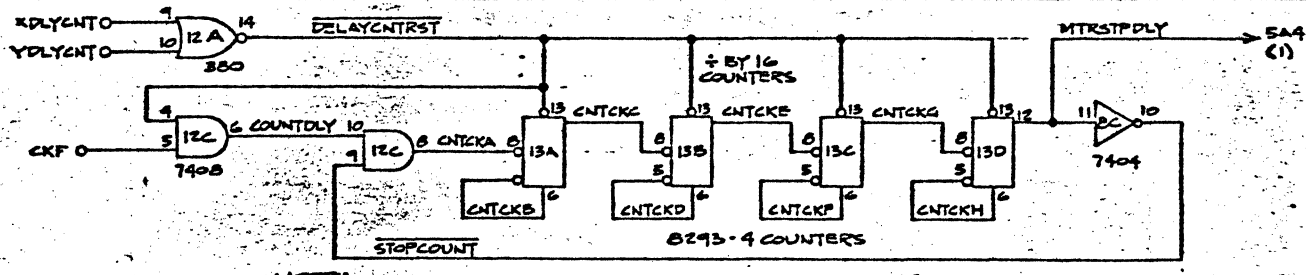 XDLYCNT
9
12A
14
YDLYCNT
10
380
DELAYCNTRST
MTRSTPDLY
5A4
(1)
÷ BY 16
COUNTERS
CKF
4
5
12C
6
7408
COUNTDLY
10
9
12C
8
CNTCKA
8
13
13A
6
CNTCKB
CNTCKC
8
5
13
13B
6
CNTCKD
CNTCKE
8
5
13
13C
6
CNTCKF
CNTCKG
8
5
13
13D
12
6
CNTCKH
11
10
7404
8293-4 COUNTERS
STOPCOUNT